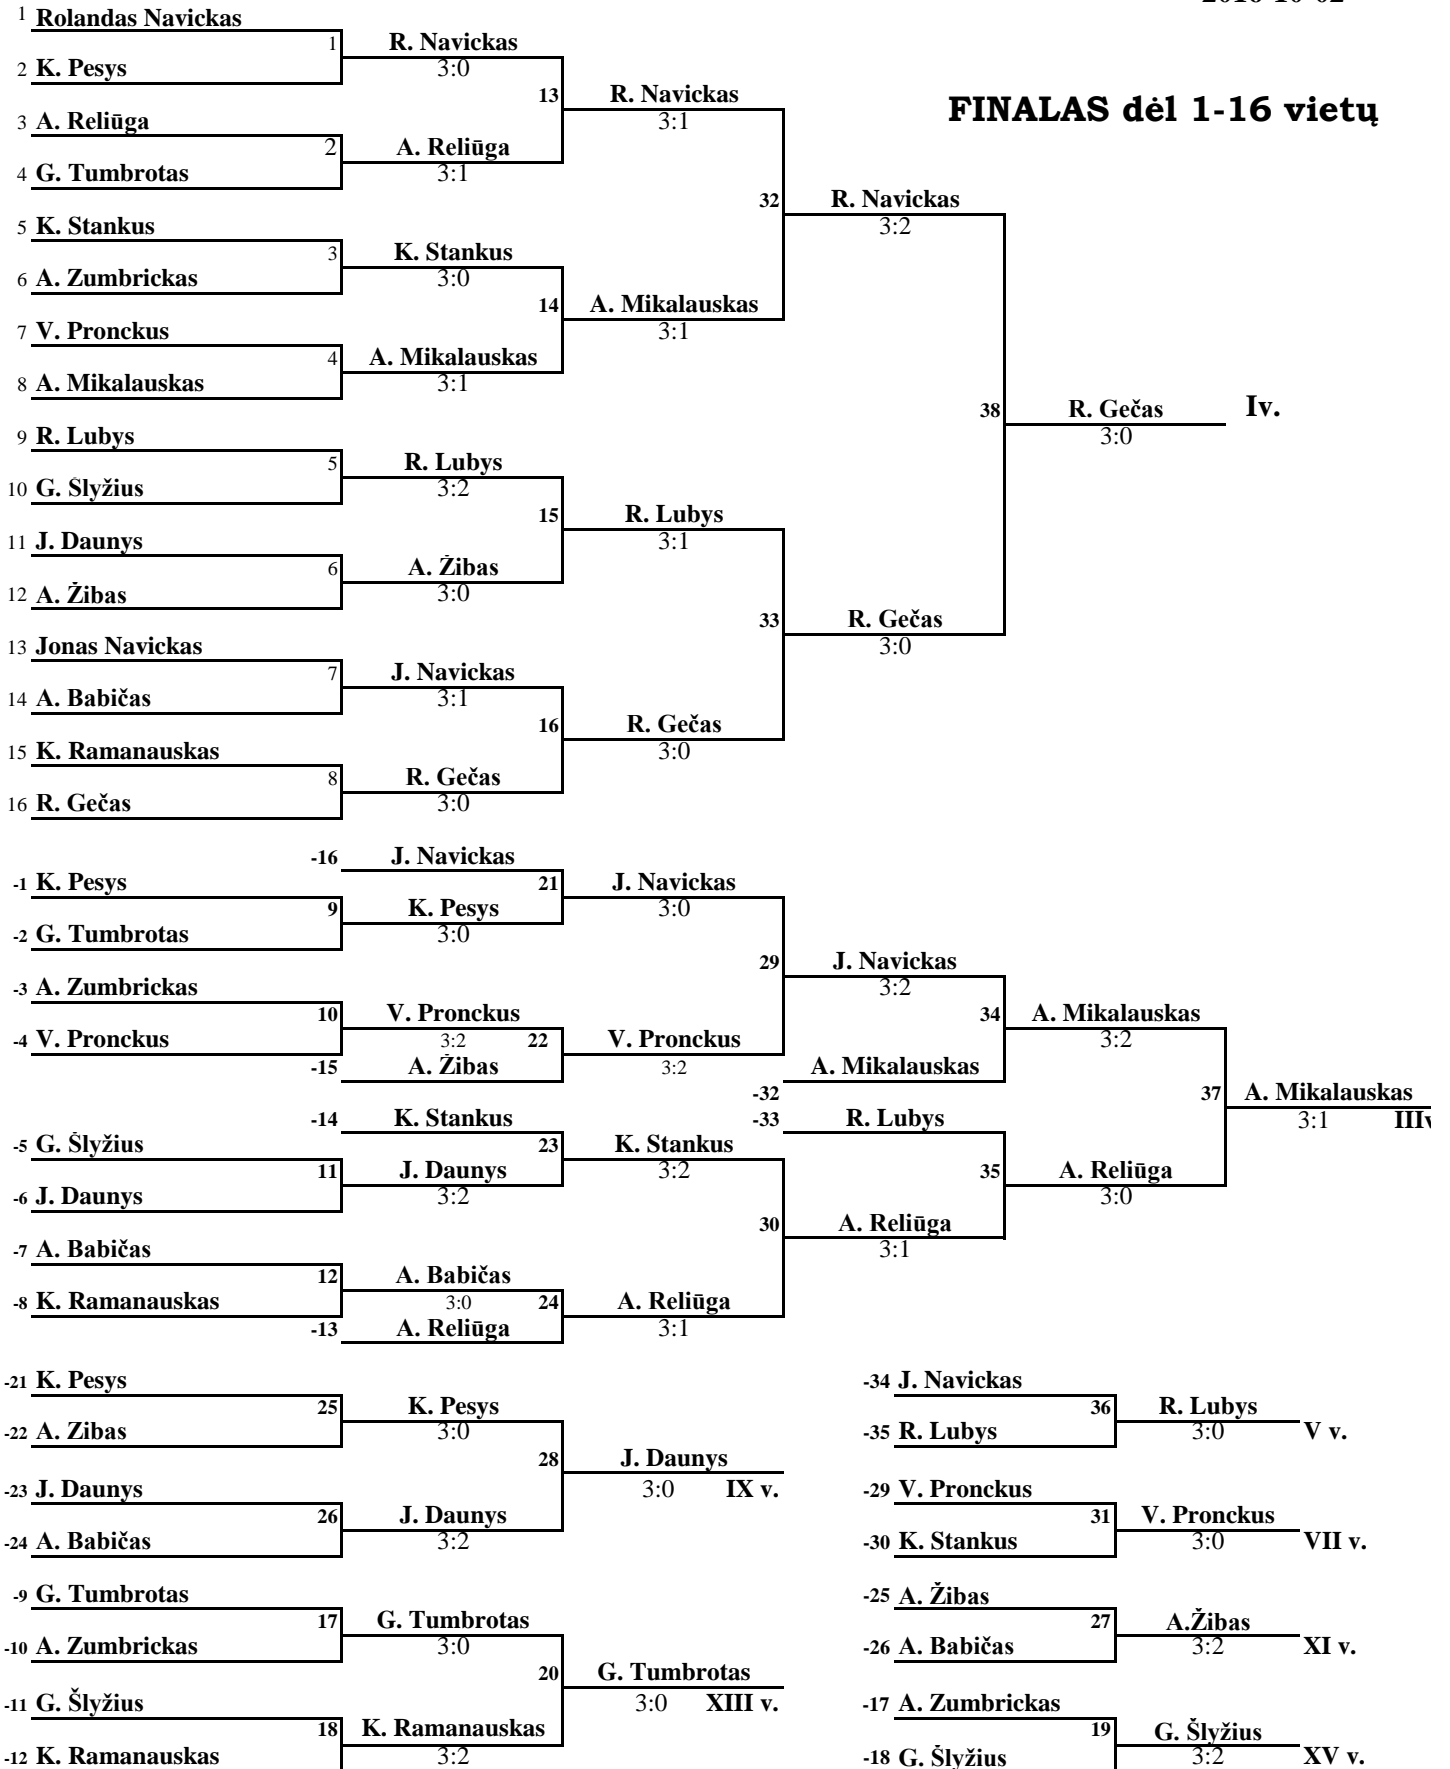 FINALAS dėl 1-16 vietų
1 Rolandas Navickas
1 R. Navickas
2 K. Pesys
3:0
13 R. Navickas
3 A. Reliūga
3:1
2 A. Reliūga
4 G. Tumbrotas
3:1
32 R. Navickas
5 K. Stankus
3:2
3 K. Stankus
6 A. Zumbrickas
3:0
14 A. Mikalauskas
7 V. Pronckus
3:1
4 A. Mikalauskas
8 A. Mikalauskas
3:1
38 R. Gečas Iv.
9 R. Lubys
3:0
5 R. Lubys
10 G. Šlyžius
3:2
15 R. Lubys
11 J. Daunys
3:1
6 A. Žibas
12 A. Žibas
3:0
33 R. Gečas
13 Jonas Navickas
3:0
7 J. Navickas
14 A. Babičas
3:1
16 R. Gečas
15 K. Ramanauskas
3:0
8 R. Gečas
16 R. Gečas
3:0
-16 J. Navickas
-1 K. Pesys
21 J. Navickas
9 K. Pesys
3:0
-2 G. Tumbrotas
3:0
29 J. Navickas
-3 A. Zumbrickas
3:2
10 V. Pronckus
34 A. Mikalauskas
-4 V. Pronckus
3:2 22 V. Pronckus
3:2
-15 A. Žibas
3:2
A. Mikalauskas
-32
37 A. Mikalauskas
3:1 IIIv
-14 K. Stankus
-33 R. Lubys
-5 G. Šlyžius
23 K. Stankus
11 J. Daunys
3:2
35 A. Reliūga
-6 J. Daunys
3:2
3:0
30 A. Reliūga
-7 A. Babičas
3:1
12 A. Babičas
-8 K. Ramanauskas
3:0 24 A. Reliūga
-13 A. Reliūga
3:1
-21 K. Pesys
25 K. Pesys
-22 A. Zibas
3:0
28 J. Daunys
-23 J. Daunys
3:0 IX v.
26 J. Daunys
-24 A. Babičas
3:2
-9 G. Tumbrotas
17 G. Tumbrotas
-10 A. Zumbrickas
3:0
20 G. Tumbrotas
-11 G. Šlyžius
3:0 XIII v.
18 K. Ramanauskas
-12 K. Ramanauskas
3:2
-34 J. Navickas
36 R. Lubys
-35 R. Lubys
3:0 V v.
-29 V. Pronckus
31 V. Pronckus
-30 K. Stankus
3:0 VII v.
-25 A. Žibas
27 A.Žibas
-26 A. Babičas
3:2 XI v.
-17 A. Zumbrickas
19 G. Šlyžius
-18 G. Šlyžius
3:2 XV v.